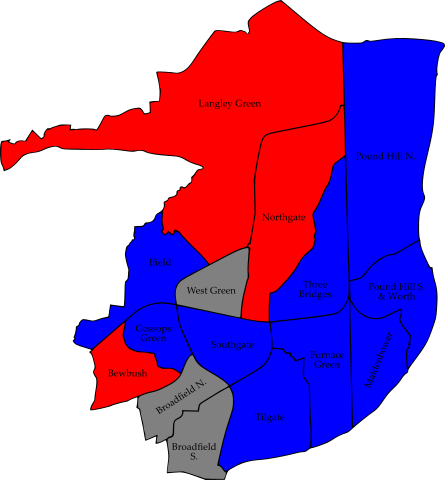 Langley Green
Pound Hill N.
Northgate
Ifield
Three
Bridges
West Green
Pound Hill S.
& Worth
Gossops
Green
Southgate
Furnace
Green
Maidenbower
Bewbush
Broadfield N.
Tilgate
Broadfield
S.